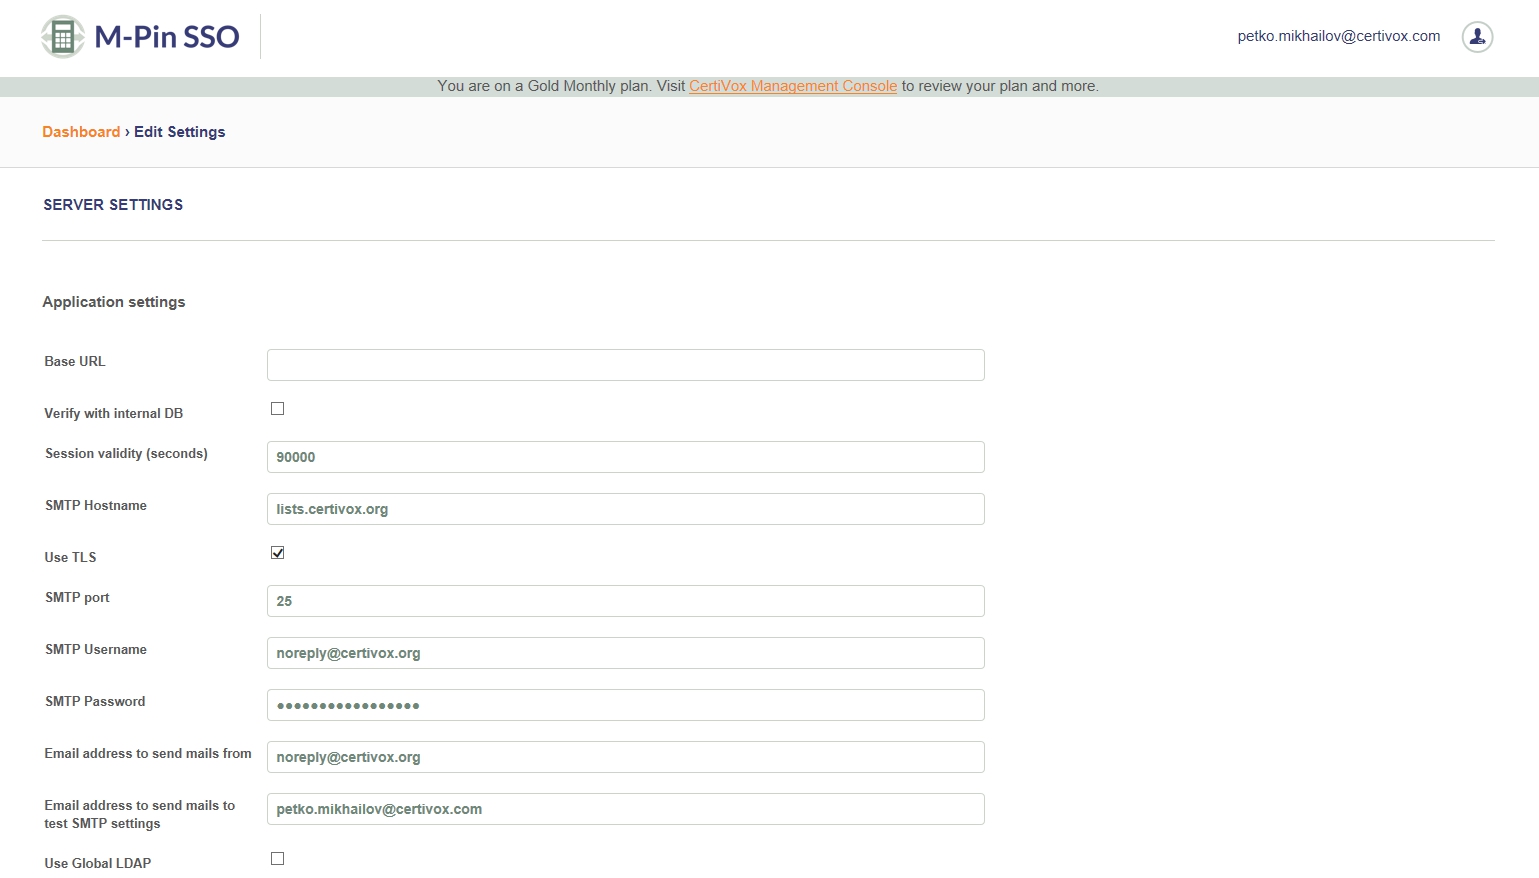 M-Pin SSO
petko.mikhailov@certivox.com
You are on a Gold Monthly plan. Visit CertiVox Management Console to review your plan and more.
Dashboard › Edit Settings
SERVER SETTINGS
Application settings
Base URL
Verify with internal DB
Session validity (seconds)
90000
SMTP Hostname
lists.certivox.org
Use TLS
SMTP port
25
SMTP Username
noreply@certivox.org
SMTP Password
•••••••••••••••••
Email address to send mails from
noreply@certivox.org
Email address to send mails to
test SMTP settings
petko.mikhailov@certivox.com
Use Global LDAP